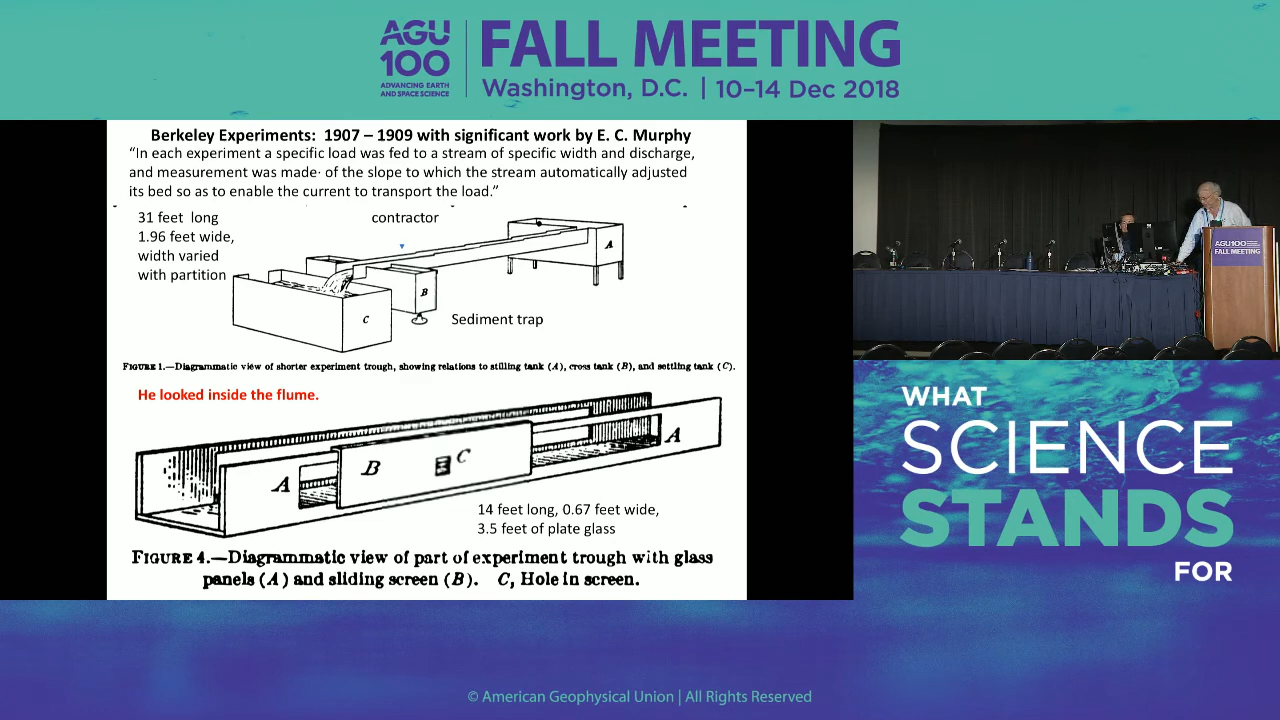 AGU
100
ADVANCING EARTH
AND SPACE SCIENCE
FALL MEETING
Washington, D.C. | 10–14 Dec 2018
Berkeley Experiments: 1907 – 1909 with significant work by E. C. Murphy
“In each experiment a specific load was fed to a stream of specific width and discharge,
and measurement was made· of the slope to which the stream automatically adjusted
its bed so as to enable the current to transport the load.”
31 feet long
1.96 feet wide,
width varied
with partition
contractor
A
B
C
Sediment trap
FIGURE 1.—Diagrammatic view of shorter experiment trough, showing relations to stilling tank (A), cross tank (B), and settling tank (C).
He looked inside the flume.
A
B
C
A
14 feet long, 0.67 feet wide,
3.5 feet of plate glass
FIGURE 4.—Diagrammatic view of part of experiment trough with glass
panels (A) and sliding screen (B). C, Hole in screen.
AGU100
FALL MEETING
WHAT
SCIENCE
STANDS
FOR
© American Geophysical Union | All Rights Reserved